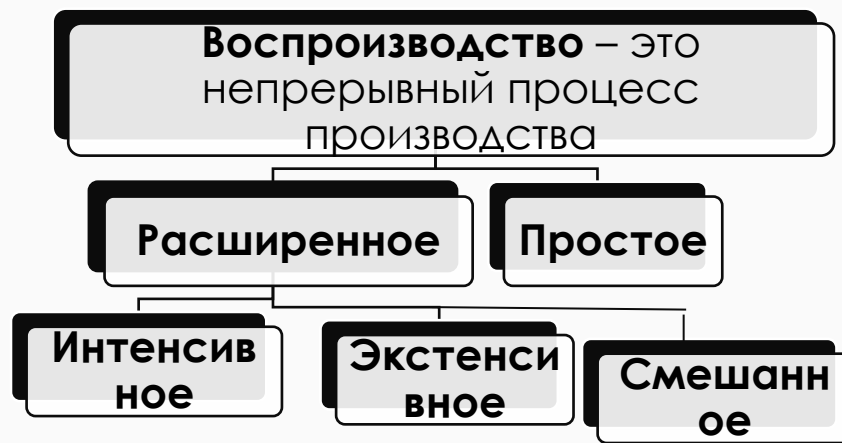 Воспроизводство – это
непрерывный процесс
производства
Расширенное
Простое
Интенсив
ное
Экстенси
вное
Смешанн
ое